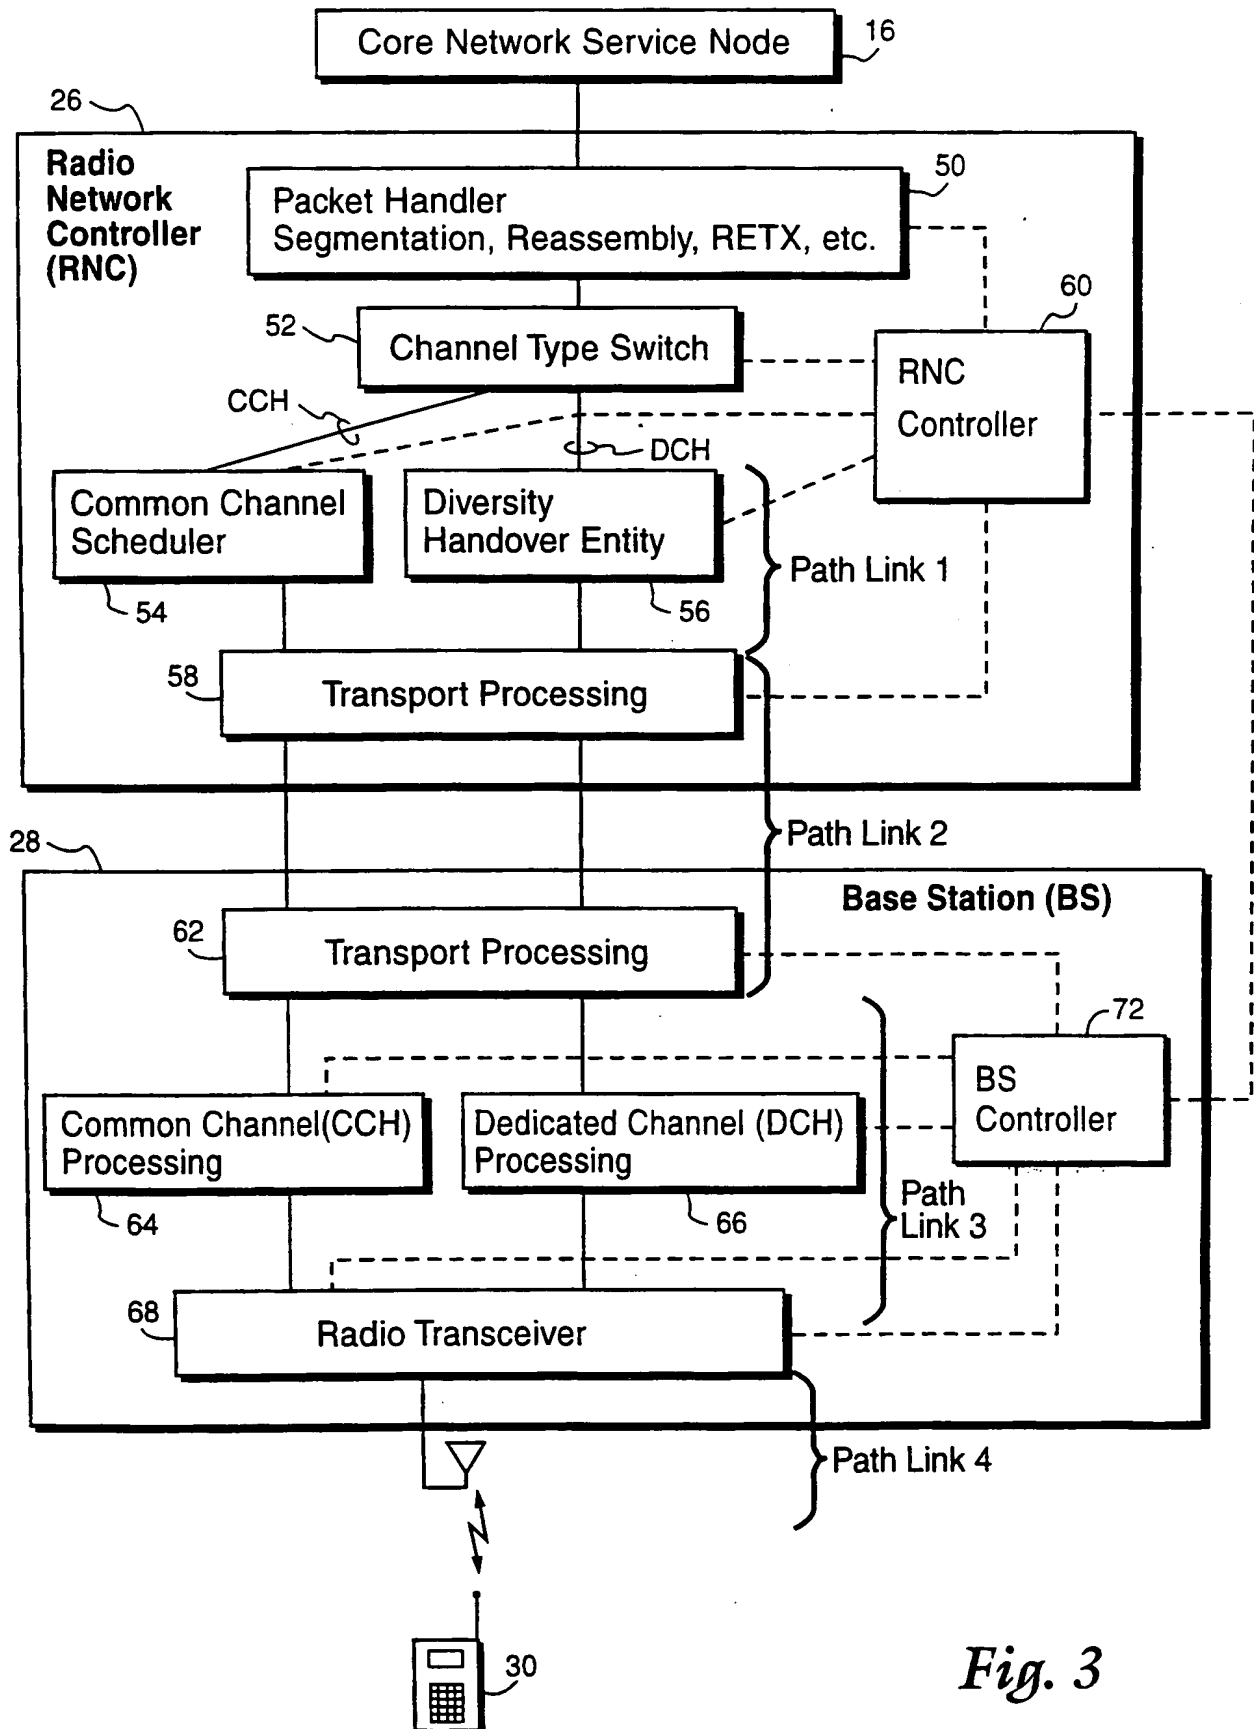 Core Network Service Node
16
26
Radio
Network
Controller
(RNC)
50
Packet Handler
Segmentation, Reassembly, RETX, etc.
60
52
Channel Type Switch
RNC
Controller
CCH
DCH
Common Channel
Scheduler
Diversity
Handover Entity
Path Link 1
54
56
58
Transport Processing
Path Link 2
28
Base Station (BS)
62
Transport Processing
72
BS
Controller
Common Channel(CCH)
Processing
Dedicated Channel (DCH)
Processing
64
66
Path
Link 3
68
Radio Transceiver
Path Link 4
30
Fig. 3